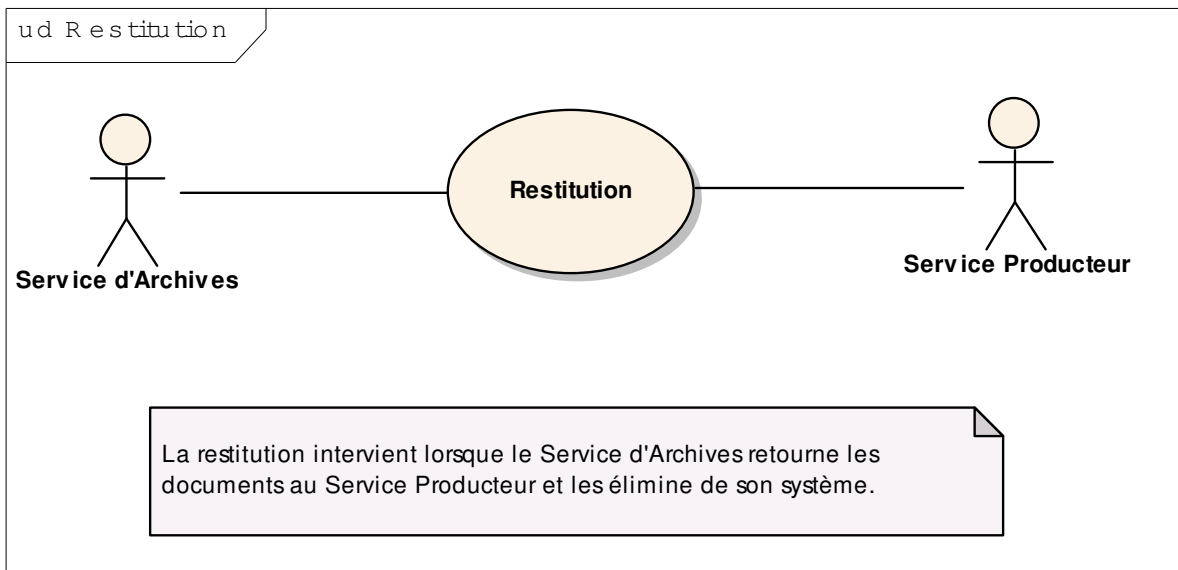 ud Restitution
Restitution
Service d'Archives
Service Producteur
La restitution intervient lorsque le Service d'Archives retourne les
documents au Service Producteur et les élimine de son système.